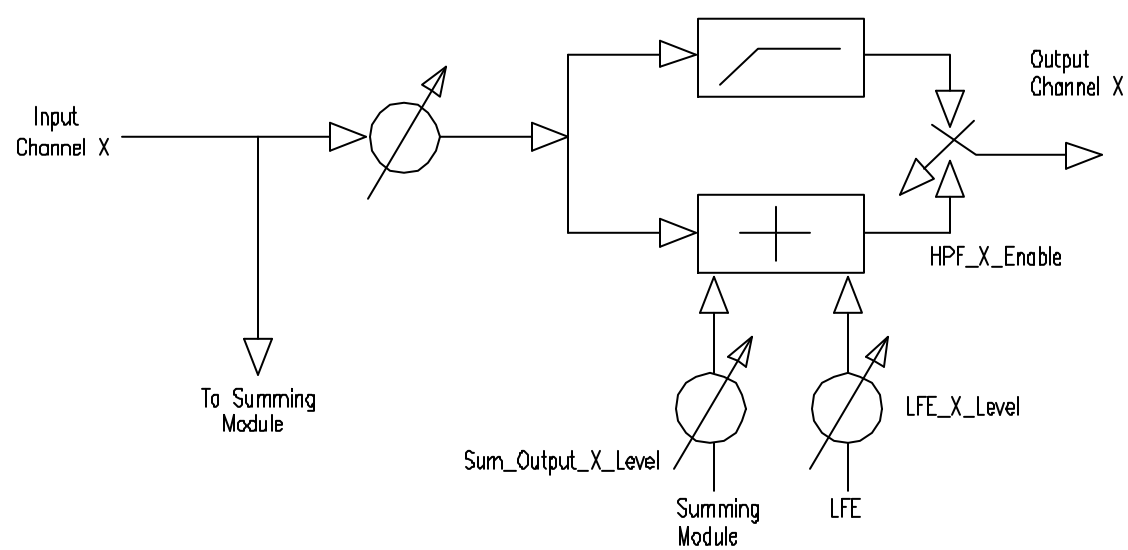 Input
Channel X
Output
Channel X
HPF_X_Enable
To Summing
Module
LFE_X_Level
Sum_Output_X_Level
Summing
Module
LFE